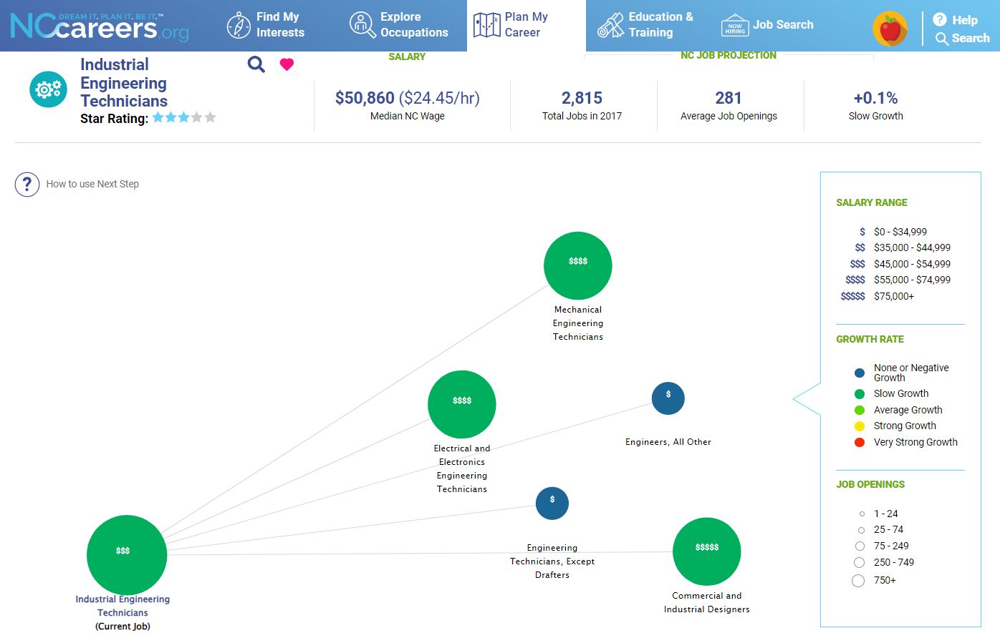 DREAM IT. PLAN IT. BE IT.™
NCcareers.org
Find My
Interests
Explore
Occupations
Plan My
Career
Education &
Training
NOW
HIRING
Job Search
? Help
Search
Industrial
Engineering
Technicians
Star Rating:
SALARY
$50,860 ($24.45/hr)
Median NC Wage
NC JOB PROJECTION
2,815
Total Jobs in 2017
281
Average Job Openings
+0.1%
Slow Growth
? How to use Next Step
$$$$
Mechanical
Engineering
Technicians
$$$$
Electrical and
Electronics
Engineering
Technicians
$
Engineers, All Other
$
Engineering
Technicians, Except
Drafters
$$$
Industrial Engineering
Technicians
(Current Job)
$$$$$
Commercial and
Industrial Designers
SALARY RANGE
$ $0 - $34,999
$$ $35,000 - $44,999
$$$ $45,000 - $54,999
$$$$ $55,000 - $74,999
$$$$$ $75,000+
GROWTH RATE
None or Negative
Growth
Slow Growth
Average Growth
Strong Growth
Very Strong Growth
JOB OPENINGS
1 - 24
25 - 74
75 - 249
250 - 749
750+